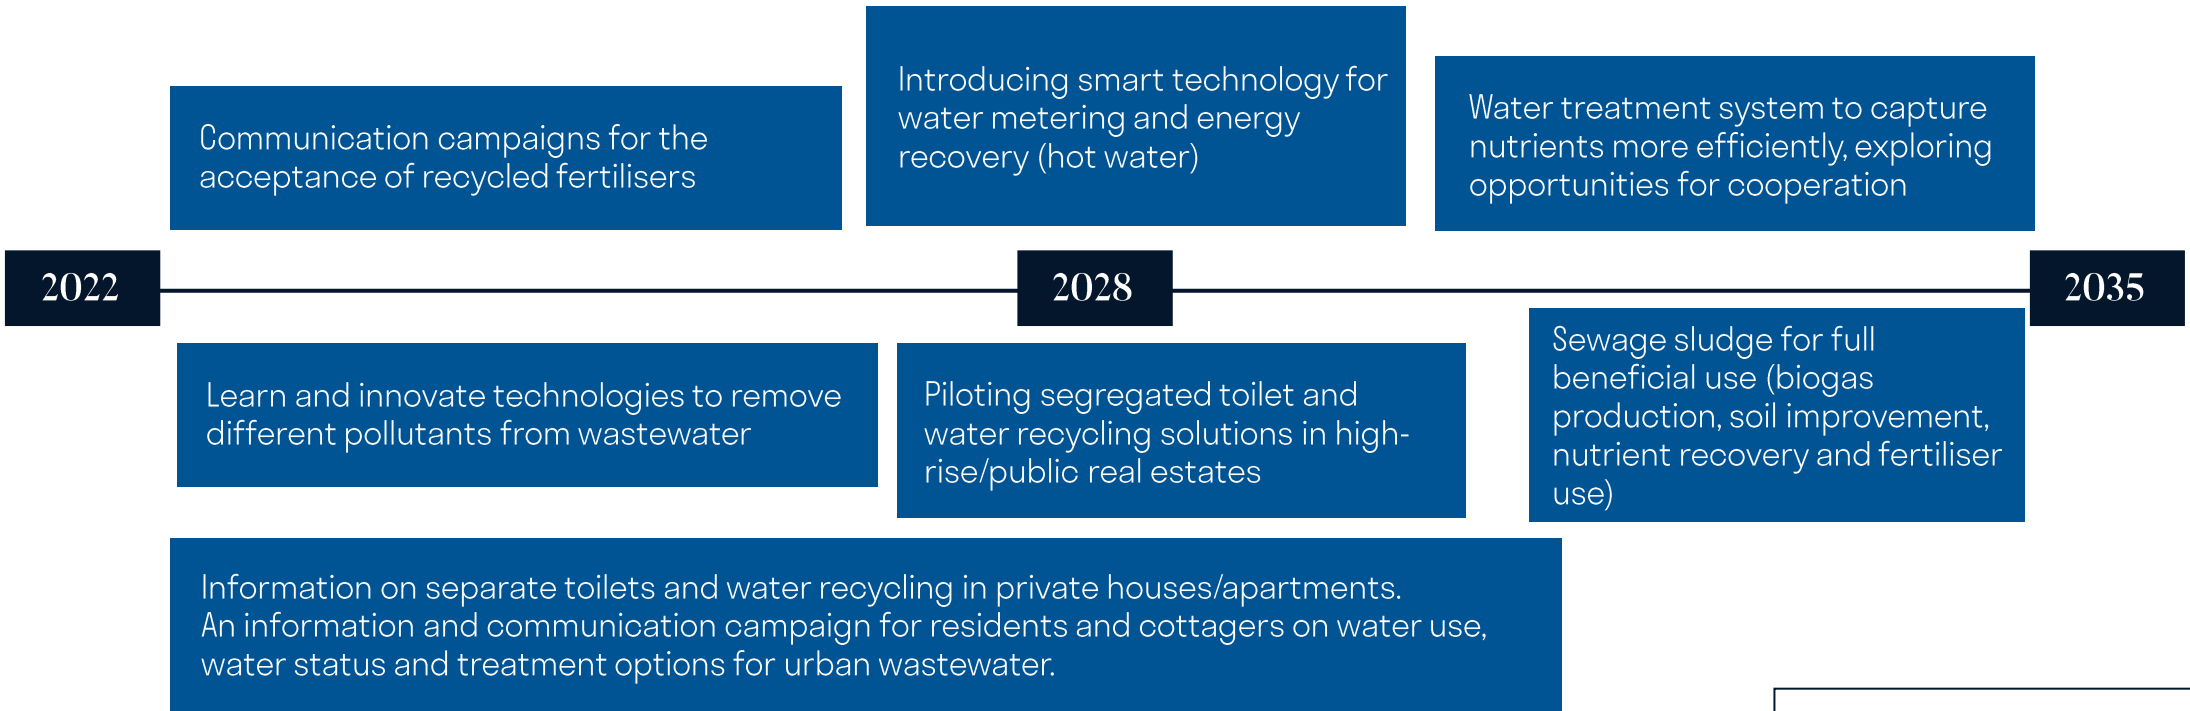 Communication campaigns for the
acceptance of recycled fertilisers
Introducing smart technology for
water metering and energy
recovery (hot water)
Water treatment system to capture
nutrients more efficiently, exploring
opportunities for cooperation
2022
2028
2035
Learn and innovate technologies to remove
different pollutants from wastewater
Piloting segregated toilet and
water recycling solutions in high-
rise/public real estates
Sewage sludge for full
beneficial use (biogas
production, soil improvement,
nutrient recovery and fertiliser
use)
Information on separate toilets and water recycling in private houses/apartments.
An information and communication campaign for residents and cottagers on water use,
water status and treatment options for urban wastewater.